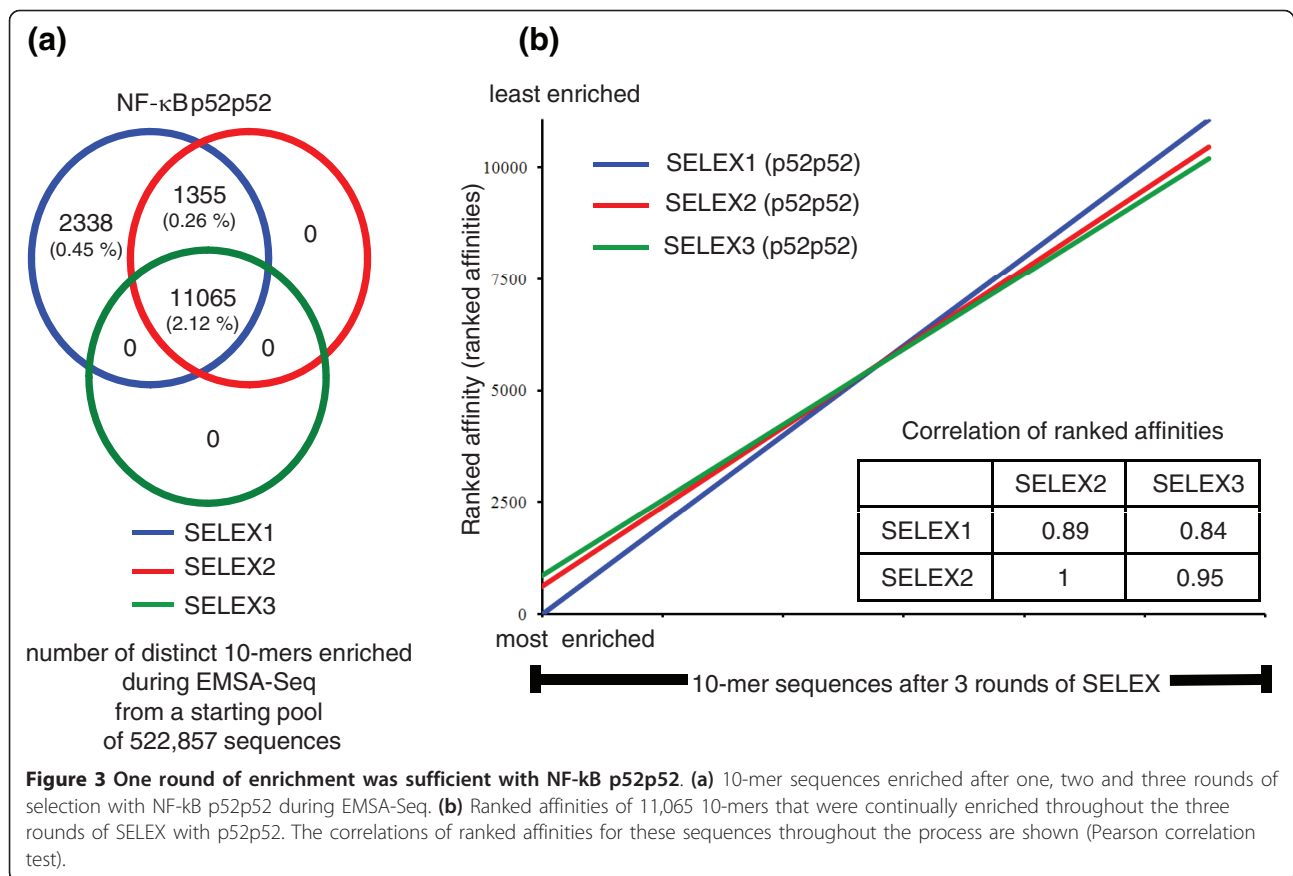 (a)
NF-κBp52p52
2338
(0.45 %)
1355
(0.26 %)
0
11065
(2.12 %)
0
0
0
SELEX1
SELEX2
SELEX3
number of distinct 10-mers enriched
during EMSA-Seq
from a starting pool
of 522,857 sequences
(b)
least enriched
Ranked affinity (ranked affinities)
10000
7500
5000
2500
0
SELEX1 (p52p52)
SELEX2 (p52p52)
SELEX3 (p52p52)
Correlation of ranked affinities
SELEX2 SELEX3
SELEX1 0.89 0.84
SELEX2 1 0.95
most enriched
10-mer sequences after 3 rounds of SELEX
Figure 3 One round of enrichment was sufficient with NF-kB p52p52. (a) 10-mer sequences enriched after one, two and three rounds of
selection with NF-kB p52p52 during EMSA-Seq. (b) Ranked affinities of 11,065 10-mers that were continually enriched throughout the three
rounds of SELEX with p52p52. The correlations of ranked affinities for these sequences throughout the process are shown (Pearson correlation
test).